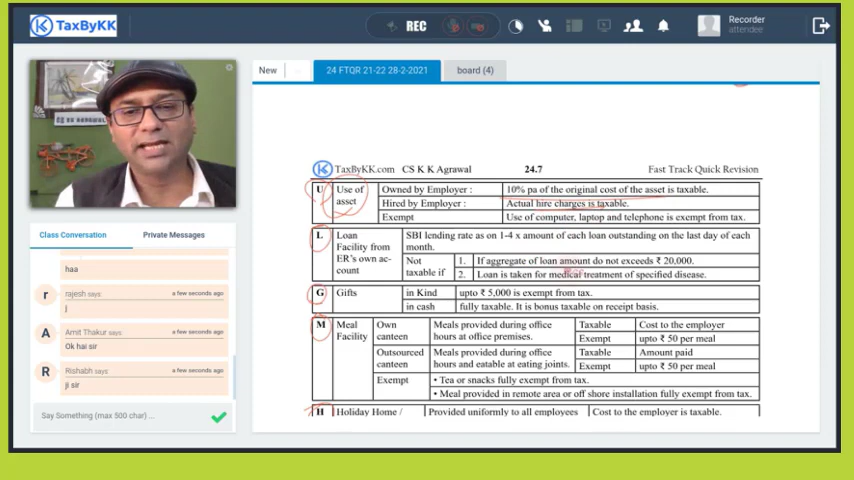 TaxByKK
REC
Recorder
attendee
New
24 FTQR 21-22 28-2-2021
board (4)
Class Conversation
Private Messages
haa
r
rajesh says:
a few seconds ago
j
A
Amit Thakur says:
a few seconds ago
Ok hai sir
R
Rishabh says:
a few seconds ago
ji sir
Say Something (max 500 char) ...
TaxByKK.com CS K K Agrawal 24.7 Fast Track Quick Revision
U Use of asset
Owned by Employer : 10% pa of the original cost of the asset is taxable.
Hired by Employer : Actual hire charges is taxable.
Exempt Use of computer, laptop and telephone is exempt from tax.
L Loan Facility from ER's own ac-count
SBI lending rate as on 1-4 x amount of each loan outstanding on the last day of each
month.
Not taxable if
1. If aggregate of loan amount do not exceeds ₹ 20,000.
2. Loan is taken for medical treatment of specified disease.
G Gifts
in Kind upto ₹ 5,000 is exempt from tax.
in cash fully taxable. It is bonus taxable on receipt basis.
M Meal Facility
Own canteen
Meals provided during office
hours at office premises.
Taxable Cost to the employer
Exempt upto ₹ 50 per meal
Outsourced canteen
Meals provided during office
hours and eatable at eating joints.
Taxable Amount paid
Exempt upto ₹ 50 per meal
Exempt
• Tea or snacks fully exempt from tax.
• Meal provided in remote area or off shore installation fully exempt from tax.
H Holiday Home / Provided uniformly to all employees Cost to the employer is taxable.